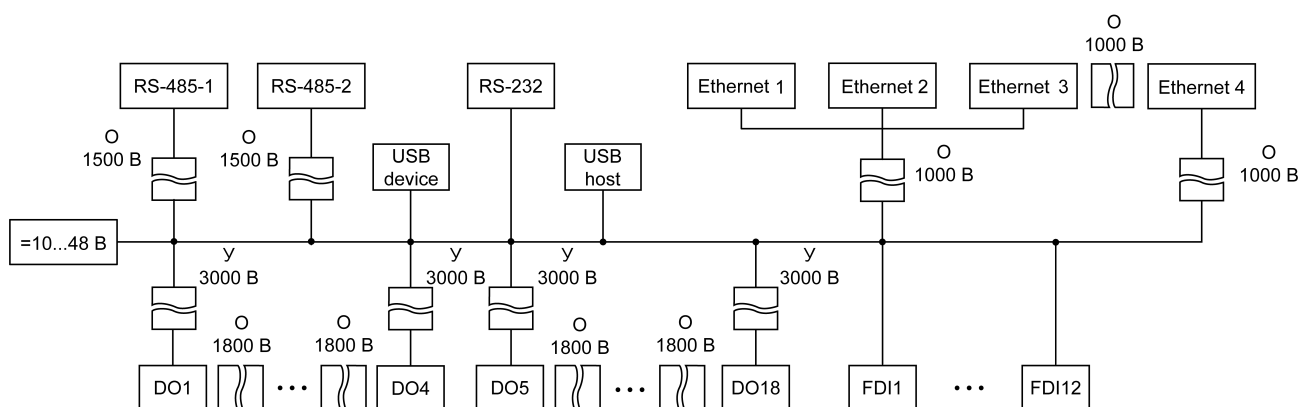 О
1000 В
RS-485-1
RS-485-2
RS-232
Ethernet 1
Ethernet 2
Ethernet 3
Ethernet 4
О
1500 В
О
1500 В
USB
device
USB
host
О
1000 В
О
1000 В
=10...48 В
У
3000 В
У
3000 В
У
3000 В
У
3000 В
О
1800 В
О
1800 В
О
1800 В
О
1800 В
DO1
...
DO4
DO5
...
DO18
FDI1
...
FDI12